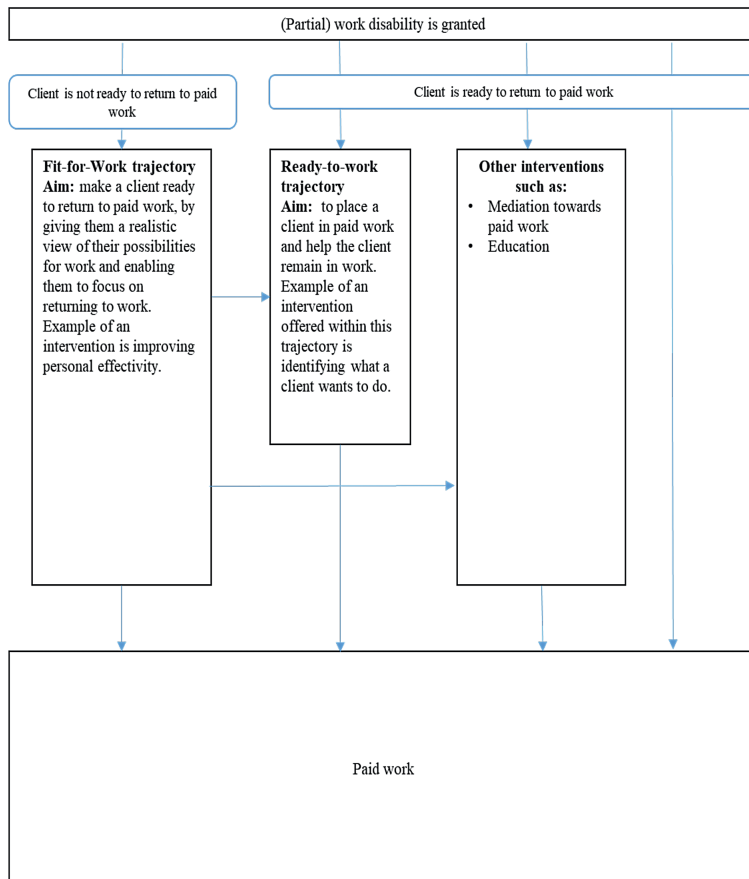 (Partial) work disability is granted
Client is not ready to return to paid
work
Client is ready to return to paid work
Fit-for-Work trajectory
Aim: make a client ready
to return to paid work, by
giving them a realistic
view of their possibilities
for work and enabling
them to focus on
returning to work.
Example of an
intervention is improving
personal effectivity.
Ready-to-work
trajectory
Aim: to place a
client in paid work
and help the client
remain in work.
Example of an
intervention
offered within this
trajectory is
identifying what a
client wants to do.
Other interventions
such as:
• Mediation towards
paid work
• Education
Paid work